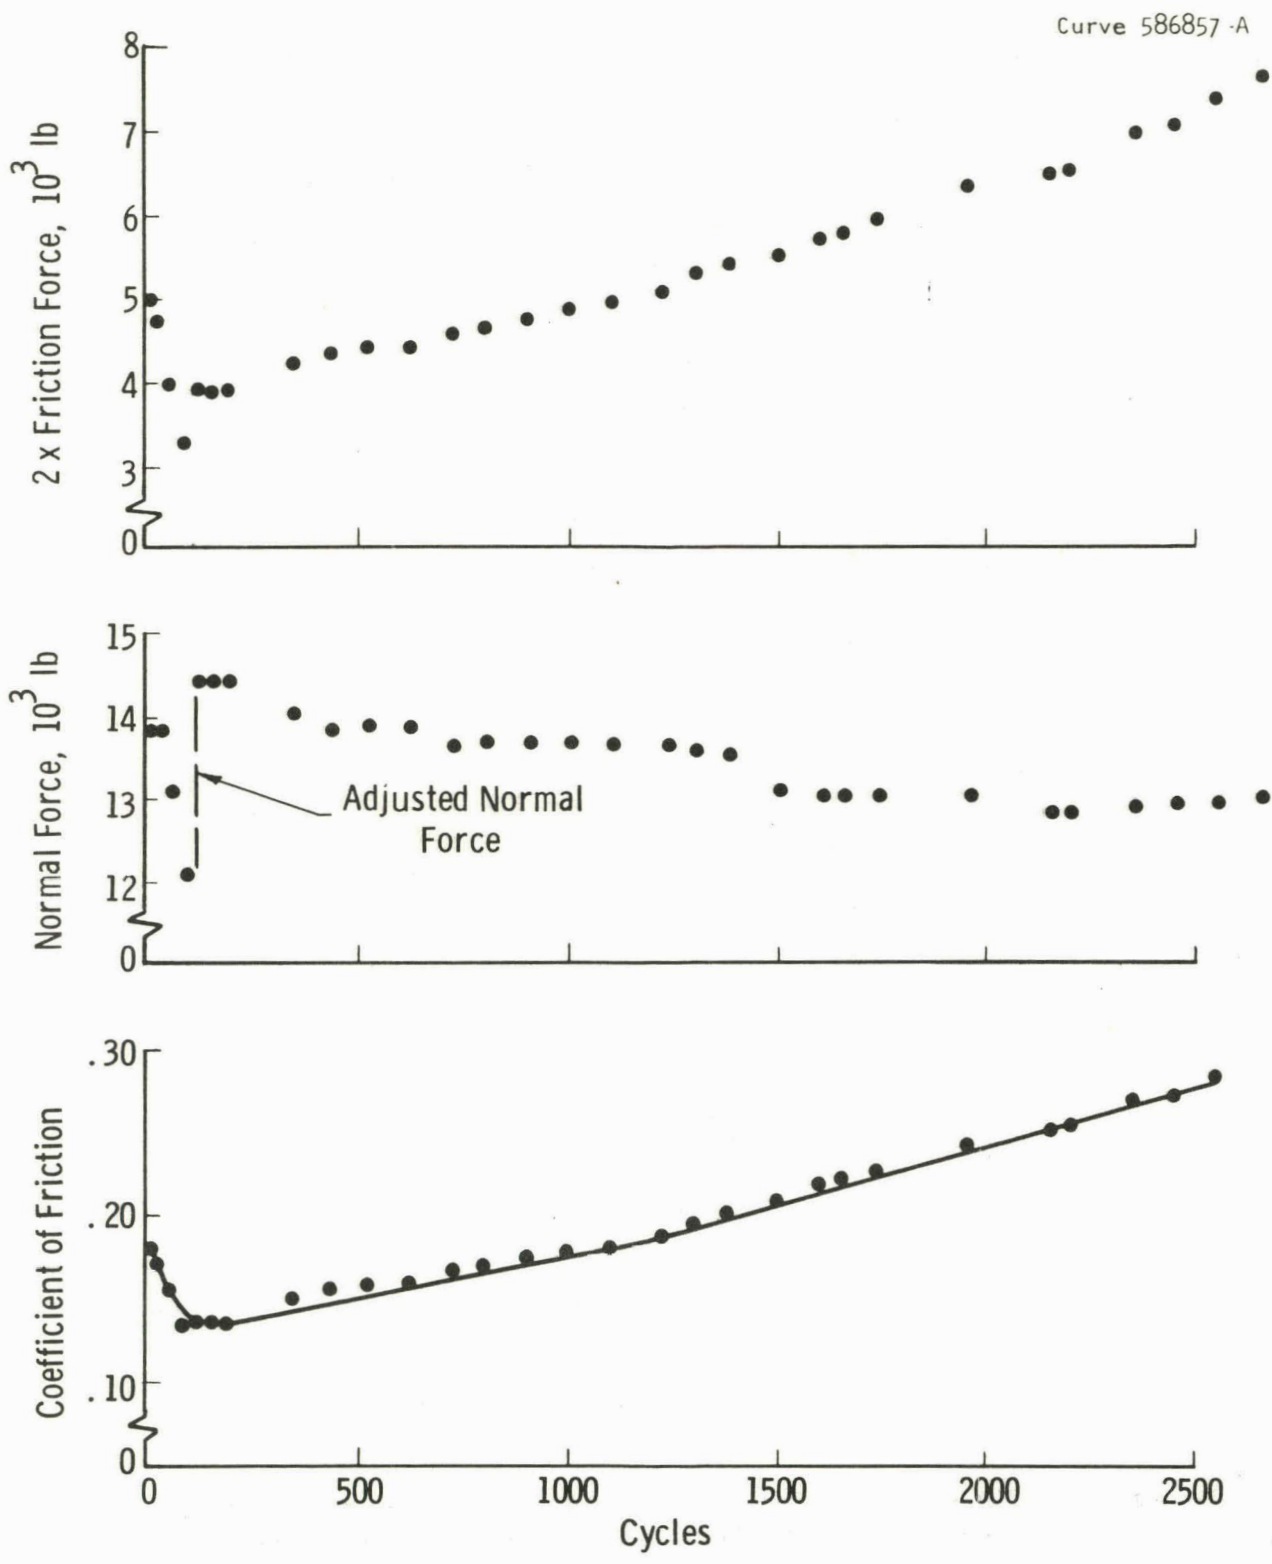 Curve 586857-A
8
7
6
5
4
3
0
2 x Friction Force, 10³ lb
15
14
13
12
0
Normal Force, 10³ lb
Adjusted Normal
Force
.30
.20
.10
0
Coefficient of Friction
0 500 1000 1500 2000 2500
Cycles